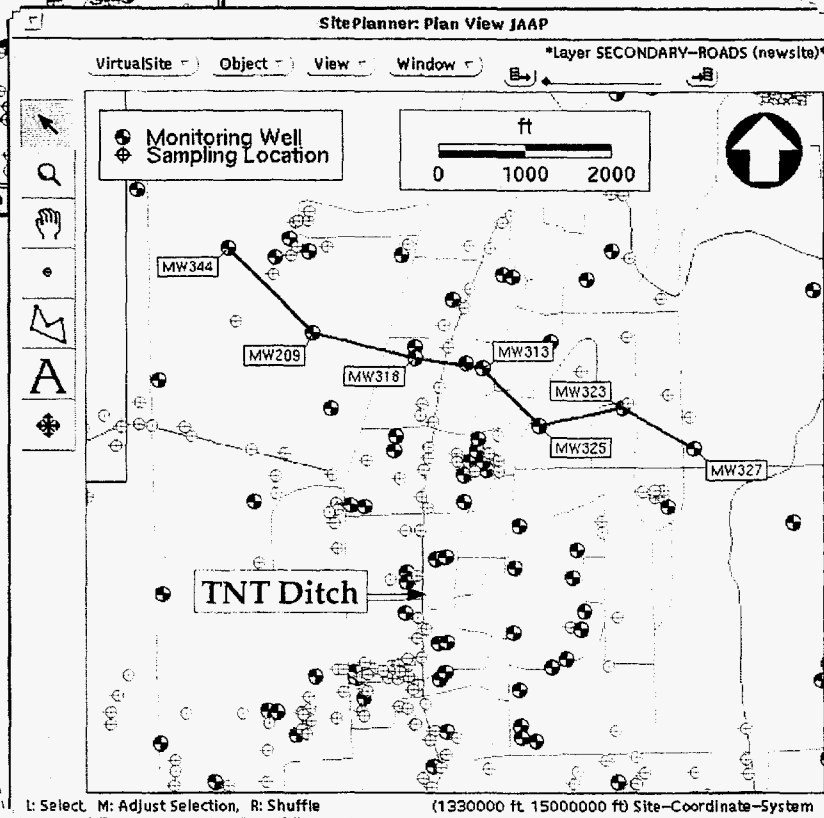 SitePlanner: Plan View JAAP
VirtualSite
Object
View
Window
*Layer SECONDARY-ROADS (newsite)*
Monitoring Well
Sampling Location
ft
0 1000 2000
A
MW344
MW209
MW318
MW313
MW323
MW325
MW327
TNT Ditch
L: Select, M: Adjust Selection, R: Shuffle
(1330000 ft, 15000000 ft) Site-Coordinate-System